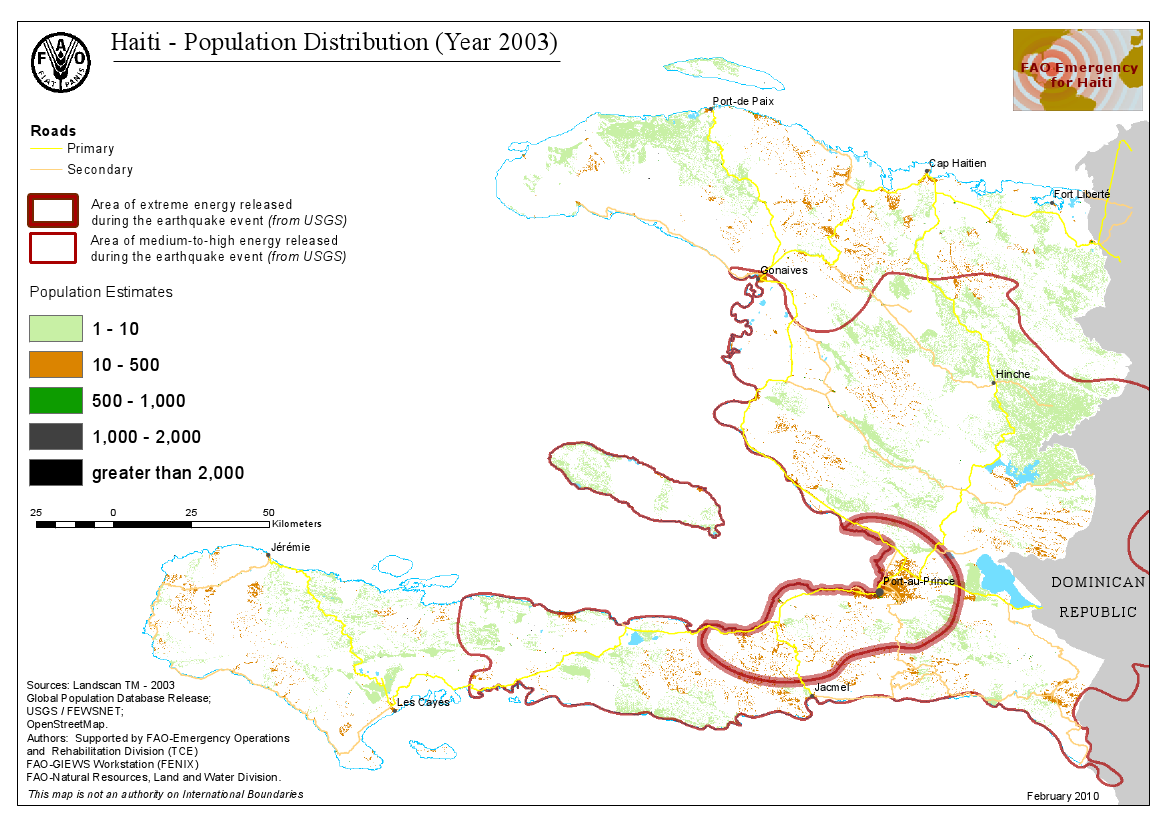 Haiti - Population Distribution (Year 2003)
F A O
FIAT PANIS
FAO Emergency
for Haiti
Roads
Primary
Secondary
Area of extreme energy released
during the earthquake event (from USGS)
Area of medium-to-high energy released
during the earthquake event (from USGS)
Population Estimates
1 - 10
10 - 500
500 - 1,000
1,000 - 2,000
greater than 2,000
25 0 25 50
Kilometers
Port-de Paix
Cap Haitien
Fort Liberté
Gonaives
Hinche
Jérémie
Port-au-Prince
DOMINICAN
REPUBLIC
Jacmel
Les Cayes
Sources: Landscan TM - 2003
Global Population Database Release;
USGS / FEWSNET;
OpenStreetMap.
Authors: Supported by FAO-Emergency Operations
and Rehabilitation Division (TCE)
FAO-GIEWS Workstation (FENIX)
FAO-Natural Resources, Land and Water Division.
This map is not an authority on International Boundaries
February 2010